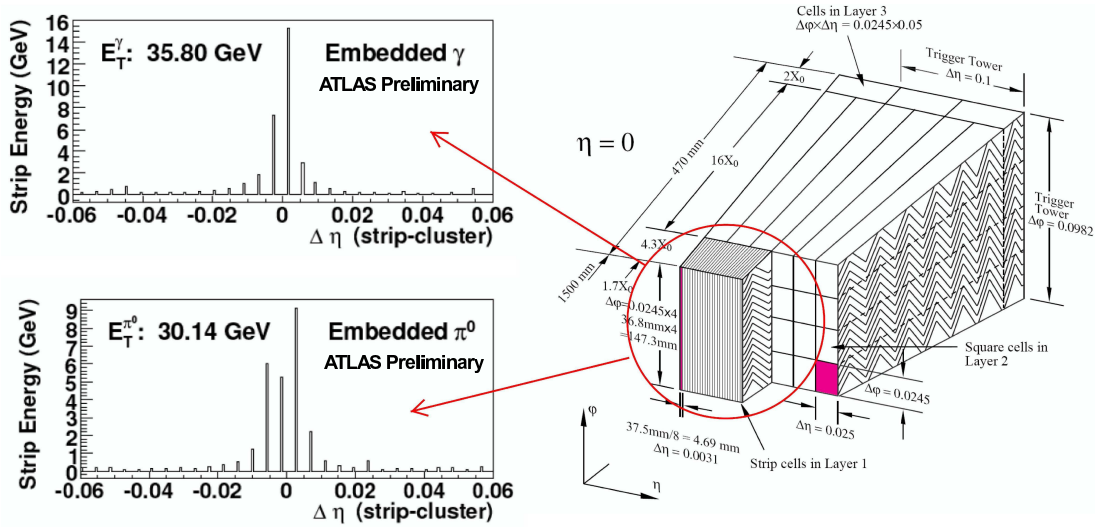 Strip Energy (GeV)
16
14
12
10
8
6
4
2
0
E_T^γ: 35.80 GeV
Embedded γ
ATLAS Preliminary
-0.06 -0.04 -0.02 0 0.02 0.04 0.06
Δ η (strip-cluster)
Strip Energy (GeV)
9
8
7
6
5
4
3
2
1
0
E_T^π⁰: 30.14 GeV
Embedded π⁰
ATLAS Preliminary
-0.06 -0.04 -0.02 0 0.02 0.04 0.06
Δ η (strip-cluster)
Cells in Layer 3
Δφ×Δη = 0.0245×0.05
Trigger Tower
Δη = 0.1
2X₀
η = 0
470 mm
16X₀
Trigger
Tower
Δφ = 0.0982
4.3X₀
1500 mm
1.7X₀
Δφ=0.0245x4
36.8mmx4
=147.3mm
Square cells in
Layer 2
Δφ = 0.0245
Δη = 0.025
37.5mm/8 = 4.69 mm
Δη = 0.0031
Strip cells in Layer 1
φ
η